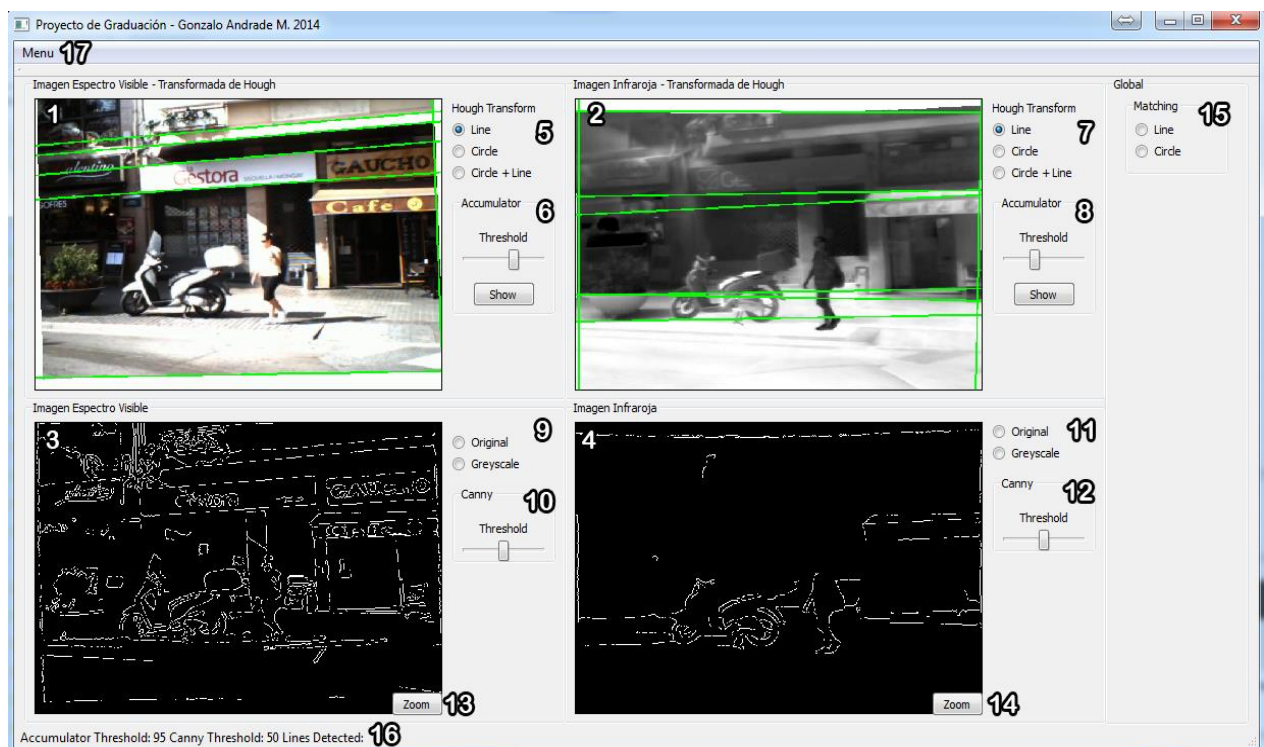 Proyecto de Graduación - Gonzalo Andrade M. 2014
Menu 17
Imagen Espectro Visible - Transformada de Hough
1
alentino
Gèstora
GAUCHO
Cafe
GOFRES
Hough Transform
5
Line
Circle
Circle + Line
Accumulator
6
Threshold
Show
Imagen Infraroja - Transformada de Hough
2
Hough Transform
7
Line
Circle
Circle + Line
Accumulator
8
Threshold
Show
Global
Matching
15
Line
Circle
Imagen Espectro Visible
3
GAUCHO
9
Original
Greyscale
Canny
10
Threshold
Zoom 13
Imagen Infraroja
4
11
Original
Greyscale
Canny
12
Threshold
Zoom 14
Accumulator Threshold: 95 Canny Threshold: 50 Lines Detected: 16